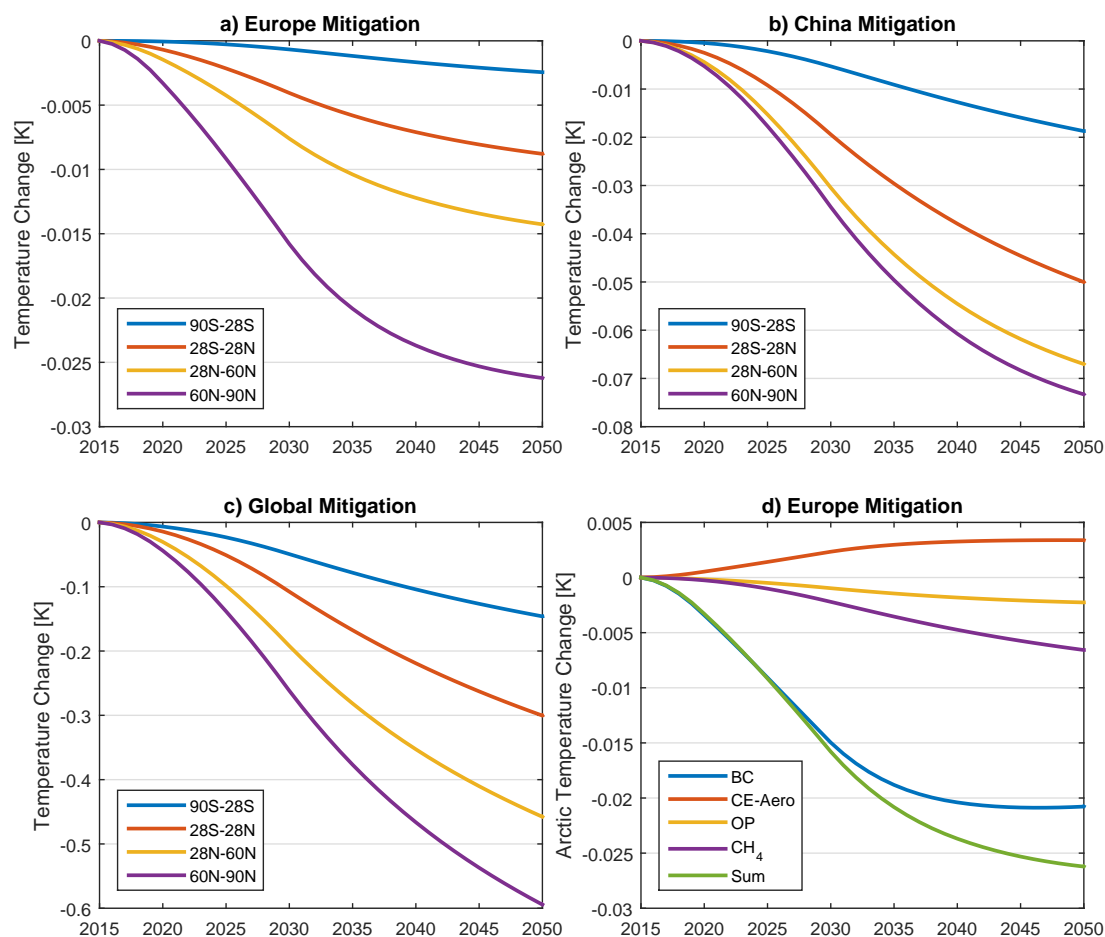 a) Europe Mitigation
Temperature Change [K]
0
-0.005
-0.01
-0.015
-0.02
-0.025
-0.03
90S-28S
28S-28N
28N-60N
60N-90N
2015 2020 2025 2030 2035 2040 2045 2050
b) China Mitigation
Temperature Change [K]
0
-0.01
-0.02
-0.03
-0.04
-0.05
-0.06
-0.07
-0.08
90S-28S
28S-28N
28N-60N
60N-90N
2015 2020 2025 2030 2035 2040 2045 2050
c) Global Mitigation
Temperature Change [K]
0
-0.1
-0.2
-0.3
-0.4
-0.5
-0.6
90S-28S
28S-28N
28N-60N
60N-90N
2015 2020 2025 2030 2035 2040 2045 2050
d) Europe Mitigation
Arctic Temperature Change [K]
0.005
0
-0.005
-0.01
-0.015
-0.02
-0.025
-0.03
BC
CE-Aero
OP
CH4
Sum
2015 2020 2025 2030 2035 2040 2045 2050